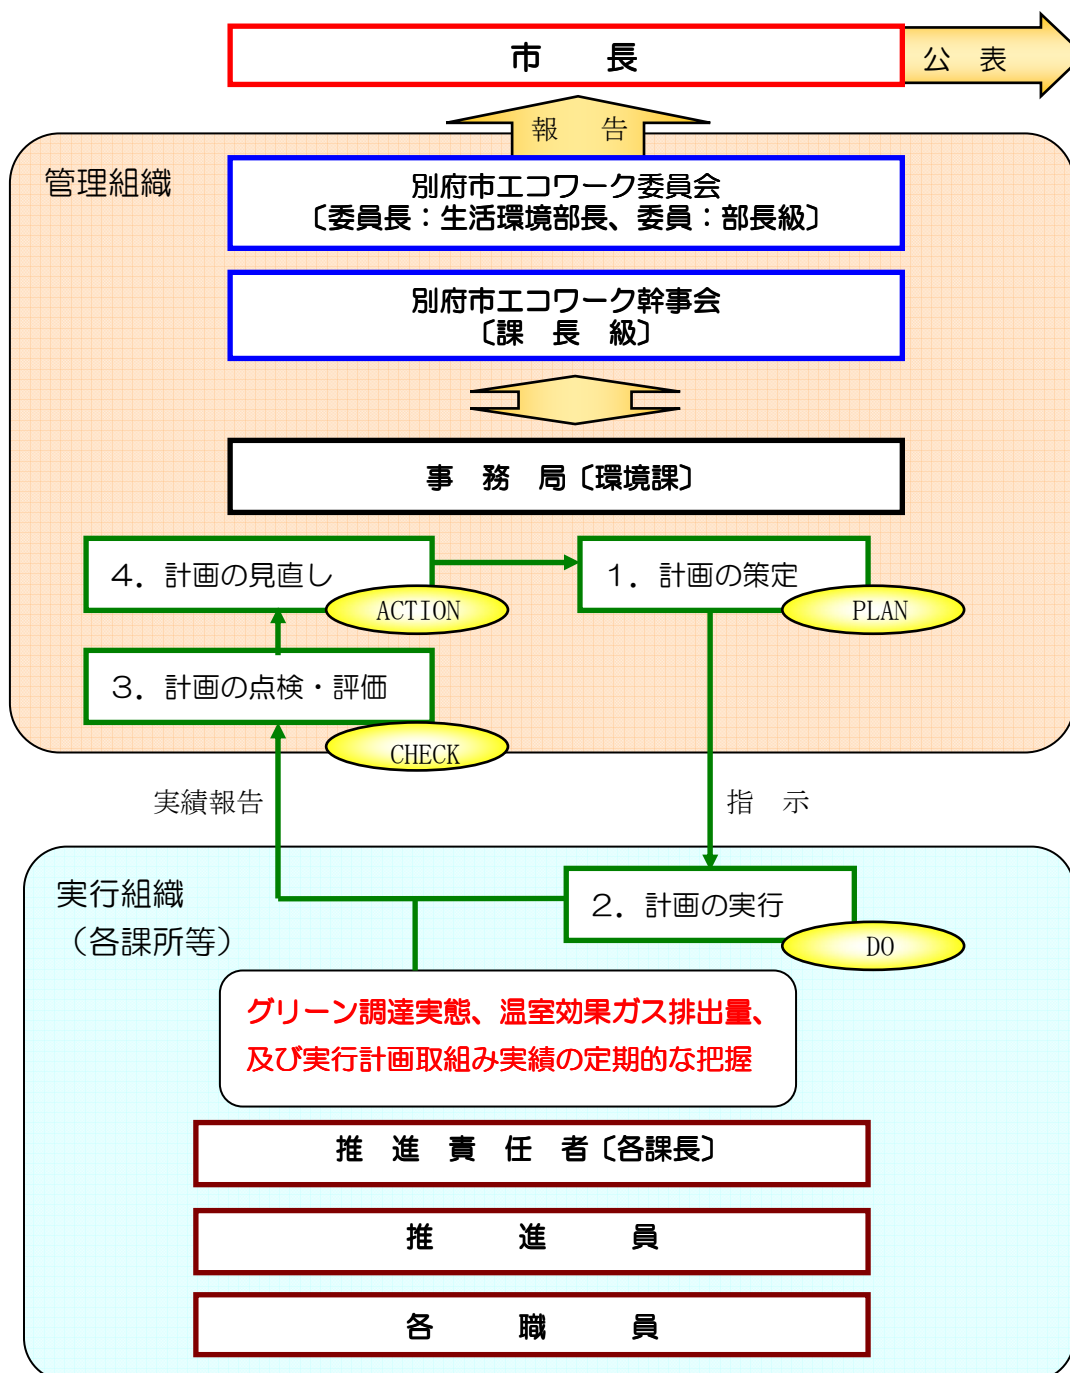 市　　長
公　表
報　　告
管理組織
別府市エコワーク委員会
〔委員長：生活環境部長、委員：部長級〕
別府市エコワーク幹事会
〔課　長　級〕
事　務　局〔環境課〕
４．計画の見直し
ACTION
１．計画の策定
PLAN
３．計画の点検・評価
CHECK
実績報告
指　示
実行組織
（各課所等）
２．計画の実行
DO
グリーン調達実態、温室効果ガス排出量、
及び実行計画取組み実績の定期的な把握
推　進　責　任　者〔各課長〕
推　　　進　　　員
各　　　職　　　員